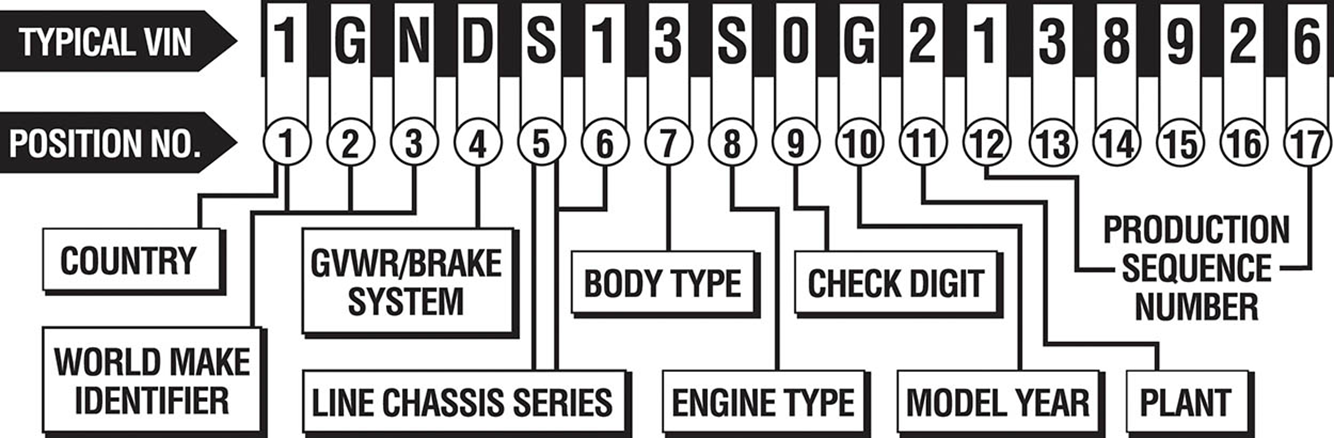 TYPICAL VIN 1 G N D S 1 3 S 0 G 2 1 3 8 9 2 6
POSITION NO. 1 2 3 4 5 6 7 8 9 10 11 12 13 14 15 16 17
COUNTRY
WORLD MAKE
IDENTIFIER
GVWR/BRAKE
SYSTEM
LINE CHASSIS SERIES
BODY TYPE
ENGINE TYPE
CHECK DIGIT
MODEL YEAR
PLANT
PRODUCTION
SEQUENCE
NUMBER